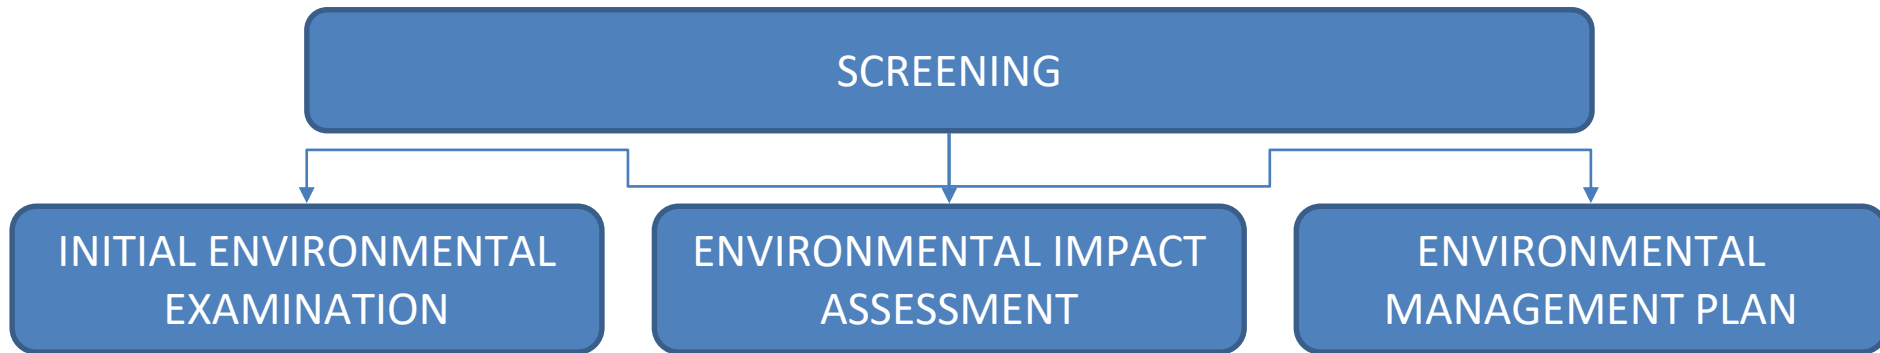 SCREENING
INITIAL ENVIRONMENTAL
EXAMINATION
ENVIRONMENTAL IMPACT
ASSESSMENT
ENVIRONMENTAL
MANAGEMENT PLAN